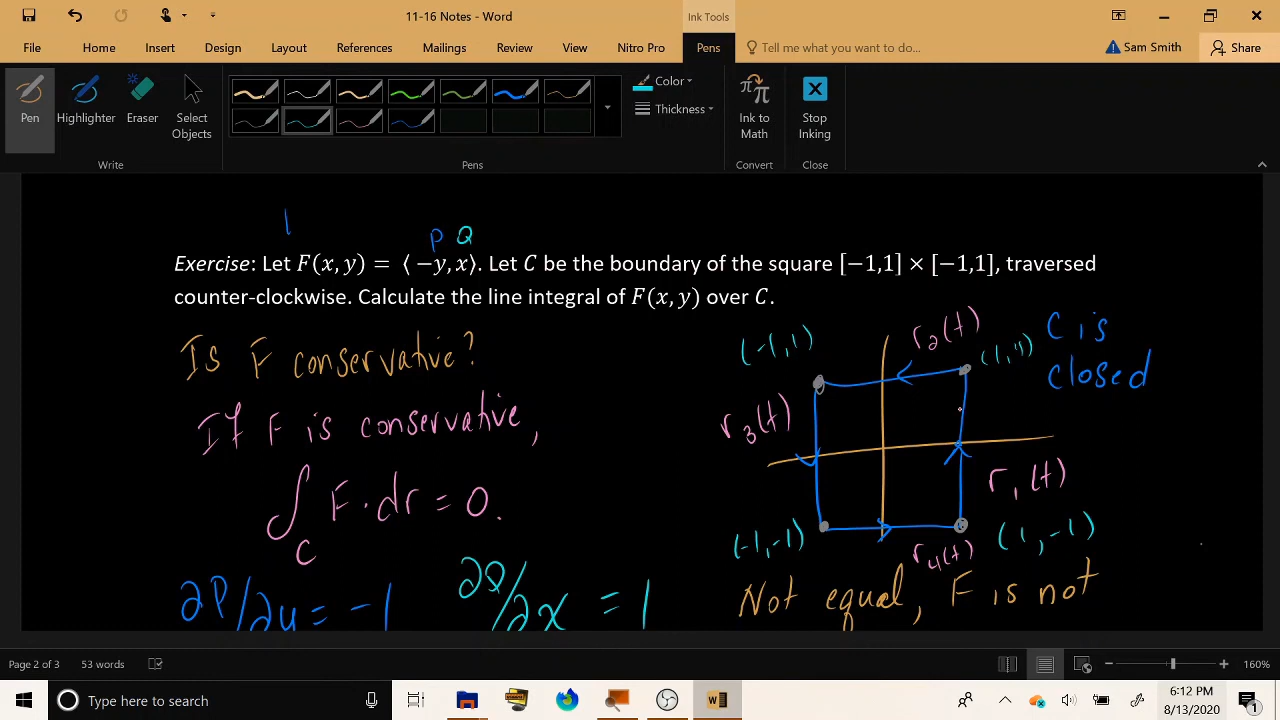 11-16 Notes - Word
Ink Tools
File Home Insert Design Layout References Mailings Review View Nitro Pro Pens Tell me what you want to do... Sam Smith Share
Pen Highlighter Eraser Select Objects
Color
Thickness
Ink to Math
Stop Inking
Write Pens Convert Close
P Q
Exercise: Let F(x, y) = ⟨−y, x⟩. Let C be the boundary of the square [−1,1] × [−1,1], traversed
counter-clockwise. Calculate the line integral of F(x, y) over C.
Is F conservative?
If F is conservative,
∫_C F · dr = 0.
∂P/∂y = -1 ∂Q/∂x = 1
(-1,1) r₂(t) (1,1)
C is
closed
r₃(t)
r₁(t)
(-1,-1) r₄(t) (1,-1)
Not equal, F is not
Page 2 of 3 53 words 160%
Type here to search
6:12 PM
8/13/2020
1